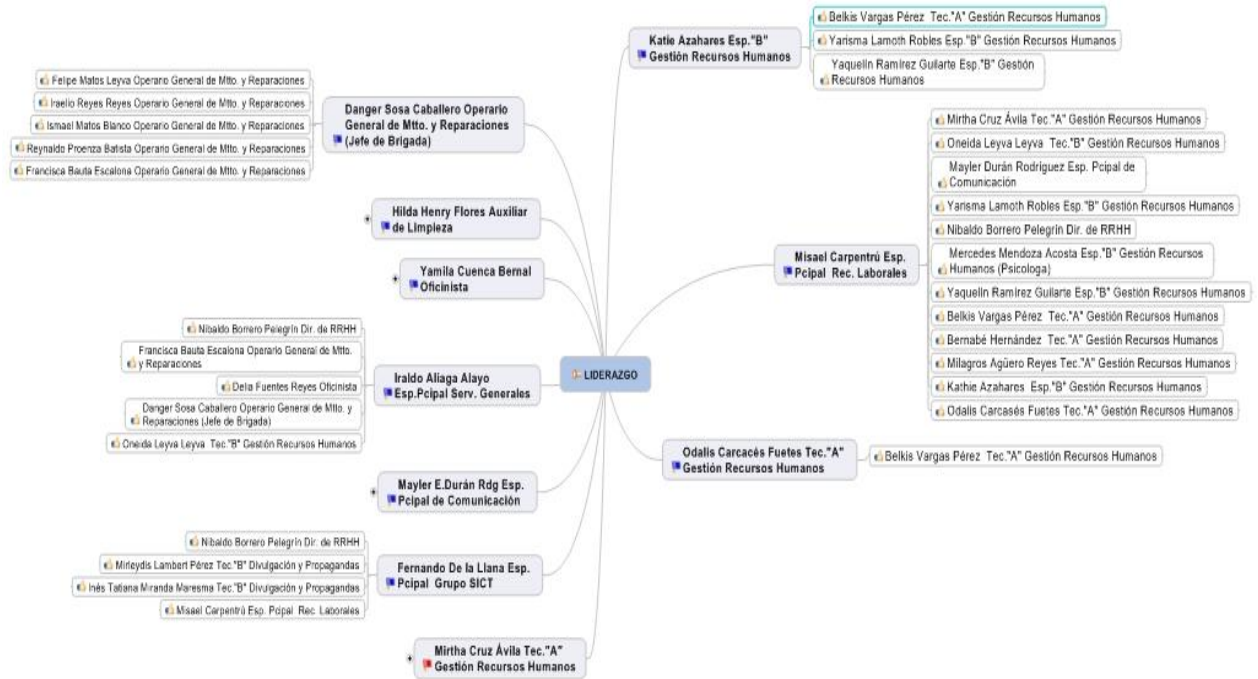 LIDERAZGO
Katie Azahares Esp."B"
Gestión Recursos Humanos
Belkis Vargas Pérez Tec."A" Gestión Recursos Humanos
Yarisma Lamoth Robles Esp."B" Gestión Recursos Humanos
Yaquelin Ramírez Guilarte Esp."B" Gestión
Recursos Humanos
Misael Carpentrú Esp.
Pcipal Rec. Laborales
Mirtha Cruz Ávila Tec."A" Gestión Recursos Humanos
Oneida Leyva Leyva Tec."B" Gestión Recursos Humanos
Mayler Durán Rodriguez Esp. Pcipal de
Comunicación
Yarisma Lamoth Robles Esp."B" Gestión Recursos Humanos
Nibaldo Borrero Pelegrin Dir. de RRHH
Mercedes Mendoza Acosta Esp."B" Gestión Recursos
Humanos (Psicologa)
Yaquelin Ramírez Guilarte Esp."B" Gestión Recursos Humanos
Belkis Vargas Pérez Tec."A" Gestión Recursos Humanos
Bernabé Hernández Tec."A" Gestión Recursos Humanos
Milagros Agüero Reyes Tec."A" Gestión Recursos Humanos
Kathie Azahares Esp."B" Gestión Recursos Humanos
Odalis Carcasés Fuetes Tec."A" Gestión Recursos Humanos
Odalis Carcacés Fuetes Tec."A"
Gestión Recursos Humanos
Belkis Vargas Pérez Tec."A" Gestión Recursos Humanos
Danger Sosa Caballero Operario
General de Mtto. y Reparaciones
(Jefe de Brigada)
Felipe Matos Leyva Operario General de Mtto. y Reparaciones
Iraelio Reyes Reyes Operario General de Mtto. y Reparaciones
Ismael Matos Blanco Operario General de Mtto. y Reparaciones
Reynaldo Proenza Batista Operario General de Mtto. y Reparaciones
Francisca Bauta Escalona Operario General de Mtto. y Reparaciones
Hilda Henry Flores Auxiliar
de Limpieza
Yamila Cuenca Bernal
Oficinista
Iraldo Aliaga Alayo
Esp.Pcipal Serv. Generales
Nibaldo Borrero Pelegrin Dir. de RRHH
Francisca Bauta Escalona Operario General de Mtto.
y Reparaciones
Delia Fuentes Reyes Oficinista
Danger Sosa Caballero Operario General de Mtto. y
Reparaciones (Jefe de Brigada)
Oneida Leyva Leyva Tec."B" Gestión Recursos Humanos
Mayler E.Durán Rdg Esp.
Pcipal de Comunicación
Fernando De la Llana Esp.
Pcipal Grupo SICT
Nibaldo Borrero Pelegrin Dir. de RRHH
Mirleydis Lambert Pérez Tec."B" Divulgación y Propagandas
Inés Tatiana Miranda Maresma Tec."B" Divulgación y Propagandas
Misael Carpentrú Esp. Pcipal Rec. Laborales
Mirtha Cruz Ávila Tec."A"
Gestión Recursos Humanos